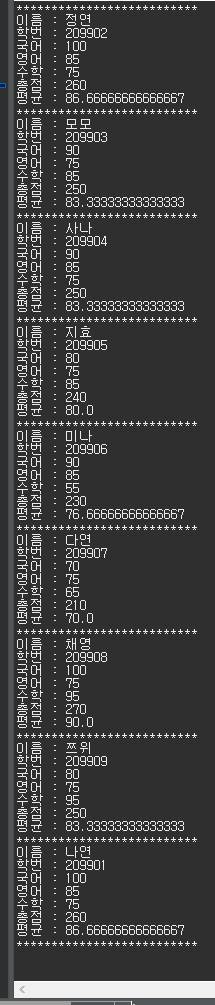 **************************
이름 : 정연
학번 : 209902
국어 : 100
영어 : 85
수학 : 75
총점 : 260
평균 : 86.66666666666667
**************************
이름 : 모모
학번 : 209903
국어 : 90
영어 : 75
수학 : 85
총점 : 250
평균 : 83.33333333333333
**************************
이름 : 사나
학번 : 209904
국어 : 90
영어 : 85
수학 : 75
총점 : 250
평균 : 83.33333333333333
**************************
이름 : 지효
학번 : 209905
국어 : 80
영어 : 75
수학 : 85
총점 : 240
평균 : 80.0
**************************
이름 : 미나
학번 : 209906
국어 : 90
영어 : 85
수학 : 55
총점 : 230
평균 : 76.66666666666667
**************************
이름 : 다연
학번 : 209907
국어 : 70
영어 : 75
수학 : 65
총점 : 210
평균 : 70.0
**************************
이름 : 채영
학번 : 209908
국어 : 100
영어 : 75
수학 : 95
총점 : 270
평균 : 90.0
**************************
이름 : 쯔위
학번 : 209909
국어 : 80
영어 : 75
수학 : 95
총점 : 250
평균 : 83.33333333333333
**************************
이름 : 나연
학번 : 209901
국어 : 100
영어 : 85
수학 : 75
총점 : 260
평균 : 86.66666666666667
**************************